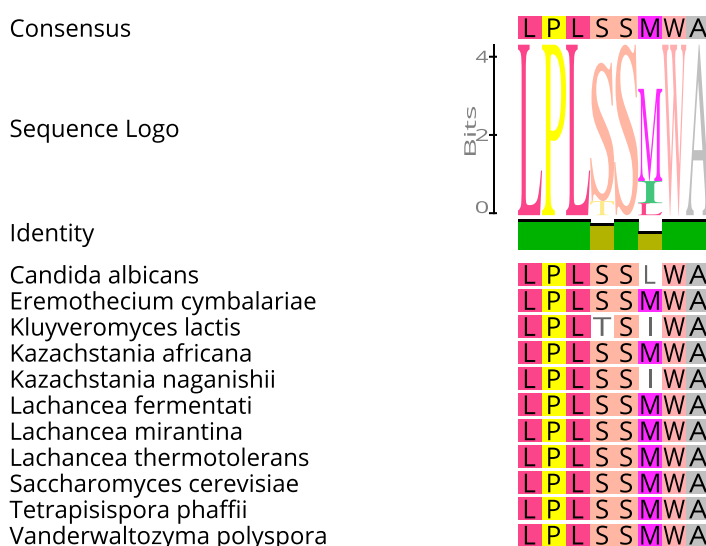 Consensus LPLSSMWA
4
Sequence Logo Bits 2 LPLSTSMILWA
0
Identity
Candida albicans LPLSSLWA
Eremothecium cymbalariae LPLSSMWA
Kluyveromyces lactis LPLTSIWA
Kazachstania africana LPLSSMWA
Kazachstania naganishii LPLSSIWA
Lachancea fermentati LPLSSMWA
Lachancea mirantina LPLSSMWA
Lachancea thermotolerans LPLSSMWA
Saccharomyces cerevisiae LPLSSMWA
Tetrapisispora phaffii LPLSSMWA
Vanderwaltozyma polyspora LPLSSMWA